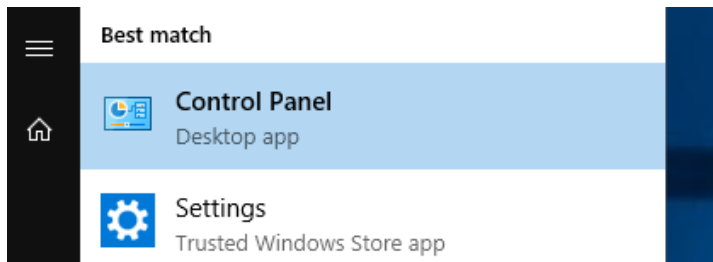 Best match
Control Panel
Desktop app
Settings
Trusted Windows Store app